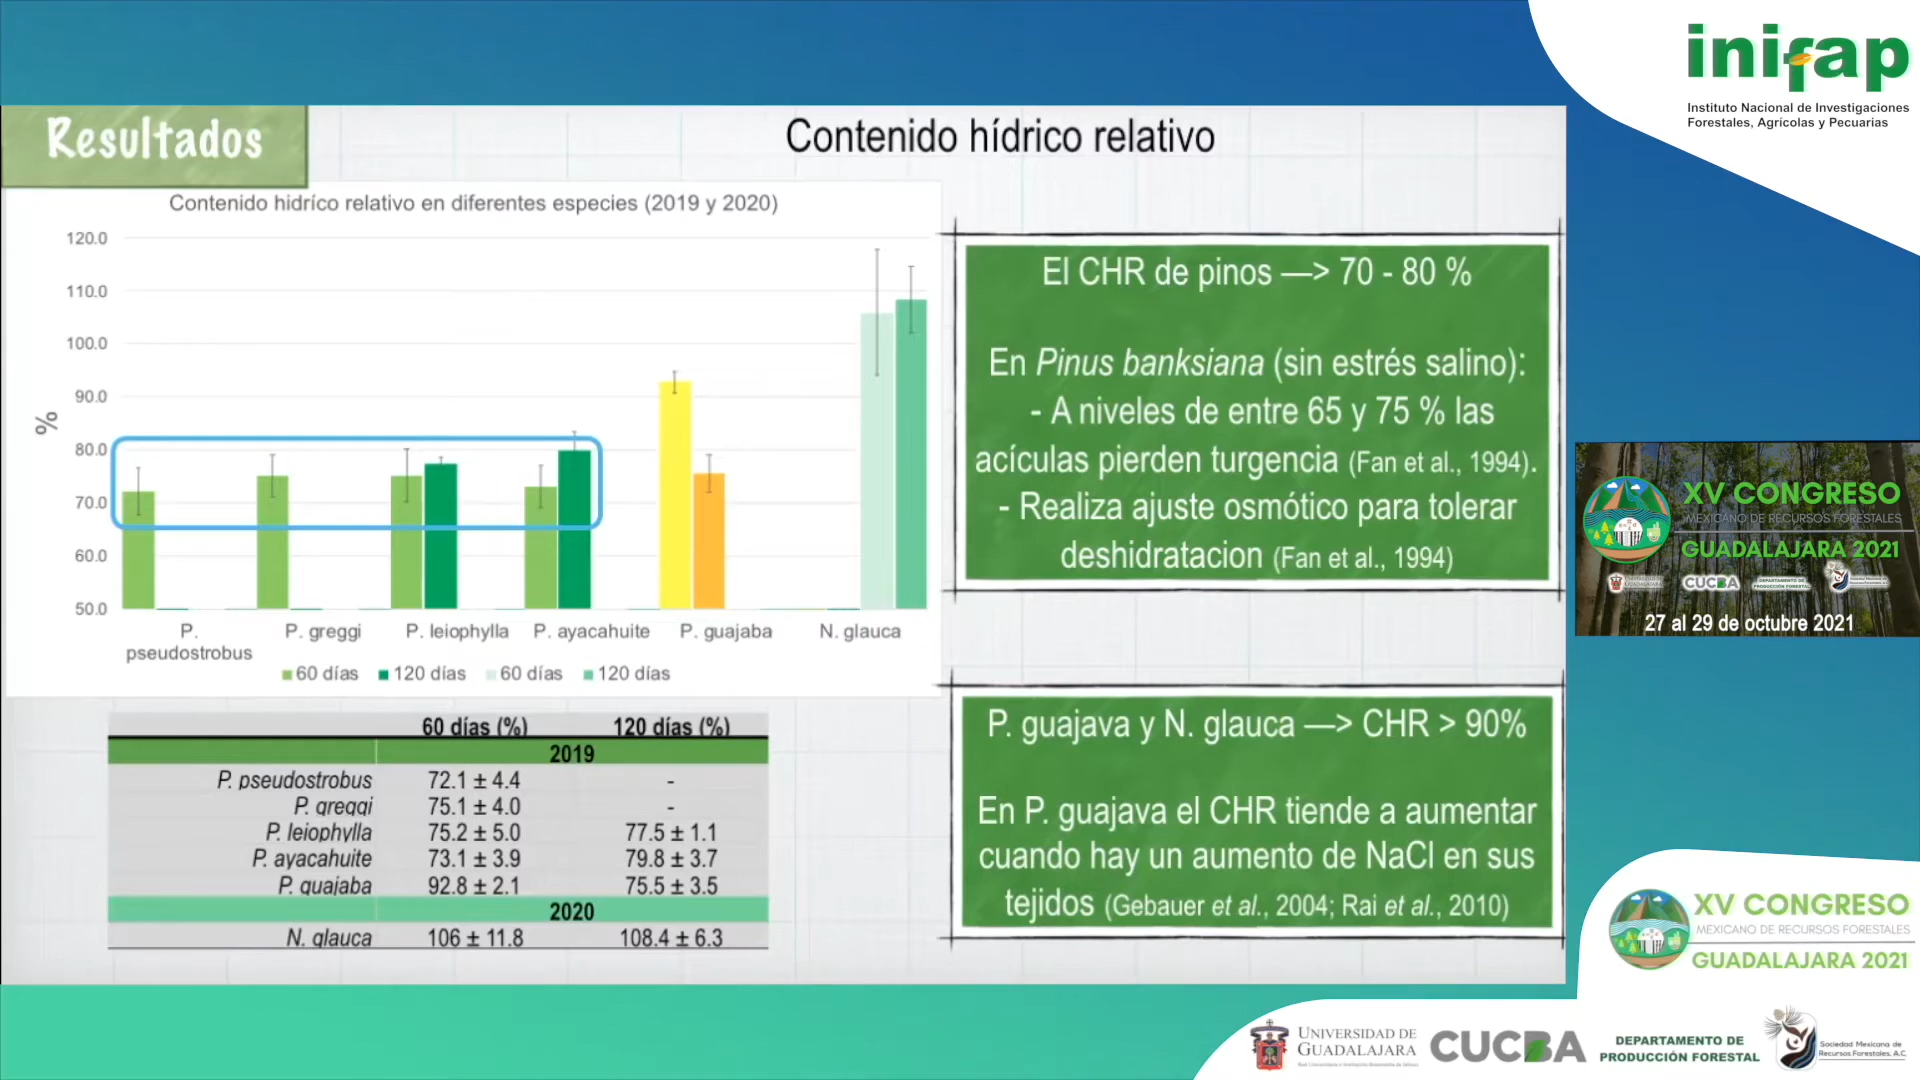 inifap
Instituto Nacional de Investigaciones
Forestales, Agrícolas y Pecuarias
Resultados
Contenido hídrico relativo
Contenido hidríco relativo en diferentes especies (2019 y 2020)
120.0
110.0
100.0
90.0
80.0
70.0
60.0
50.0
%
P. pseudostrobus
P. greggi
P. leiophylla
P. ayacahuite
P. guajaba
N. glauca
60 días 120 días 60 días 120 días
60 días (%) 120 días (%)
2019
P. pseudostrobus 72.1 ± 4.4 -
P. greggi 75.1 ± 4.0 -
P. leiophylla 75.2 ± 5.0 77.5 ± 1.1
P. ayacahuite 73.1 ± 3.9 79.8 ± 3.7
P. guajaba 92.8 ± 2.1 75.5 ± 3.5
2020
N. glauca 106 ± 11.8 108.4 ± 6.3
El CHR de pinos —> 70 - 80 %
En Pinus banksiana (sin estrés salino):
- A niveles de entre 65 y 75 % las
acículas pierden turgencia (Fan et al., 1994).
- Realiza ajuste osmótico para tolerar
deshidratacion (Fan et al., 1994)
P. guajava y N. glauca —> CHR > 90%
En P. guajava el CHR tiende a aumentar
cuando hay un aumento de NaCl en sus
tejidos (Gebauer et al., 2004; Rai et al., 2010)
XV CONGRESO
MEXICANO DE RECURSOS FORESTALES
GUADALAJARA 2021
CUCBA
DEPARTAMENTO DE
PRODUCCIÓN FORESTAL
27 al 29 de octubre 2021
XV CONGRESO
MEXICANO DE RECURSOS FORESTALES
GUADALAJARA 2021
UNIVERSIDAD DE
GUADALAJARA
CUCBA
DEPARTAMENTO DE
PRODUCCIÓN FORESTAL
Sociedad Mexicana de
Recursos Forestales, A.C.